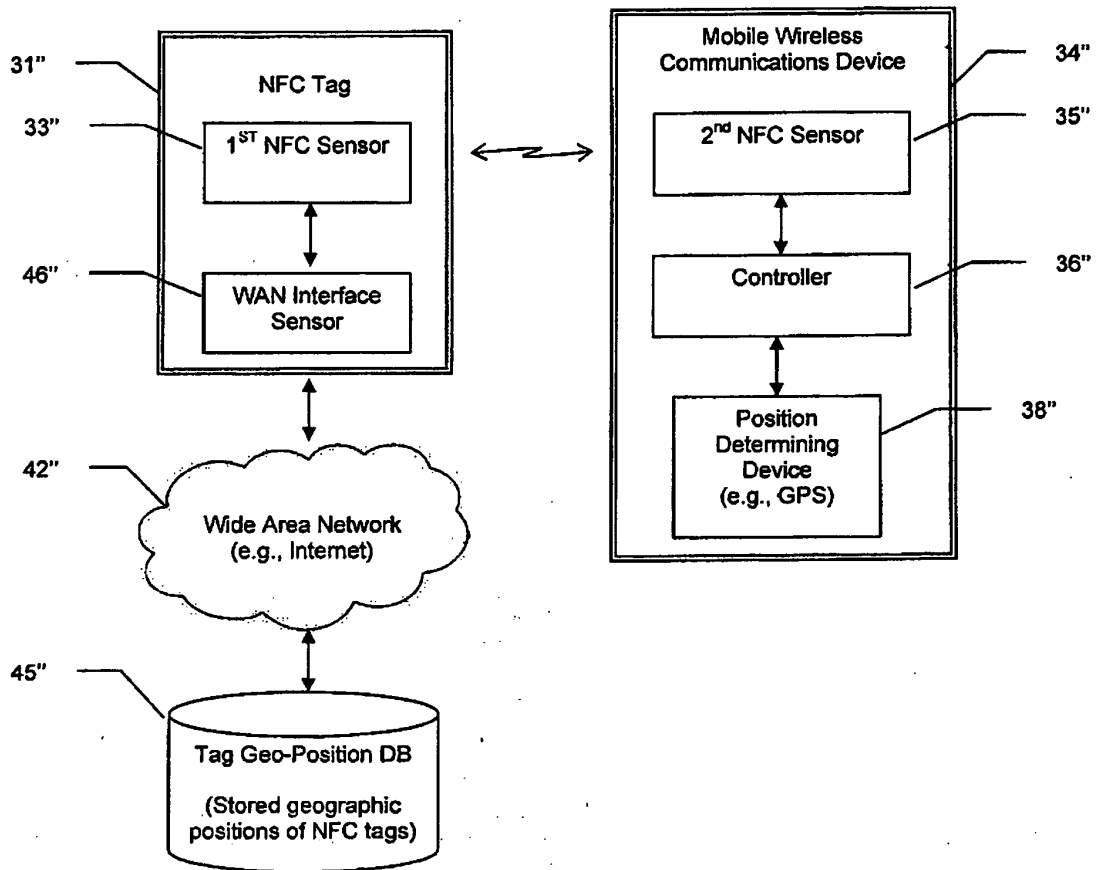 31”
33”
46”
42”
45”
NFC Tag
1ST NFC Sensor
WAN Interface
Sensor
Wide Area Network
(e.g., Internet)
Tag Geo-Position DB
(Stored geographic
positions of NFC tags)
Mobile Wireless
Communications Device
2nd NFC Sensor
Controller
Position
Determining
Device
(e.g., GPS)
34”
35”
36”
38”